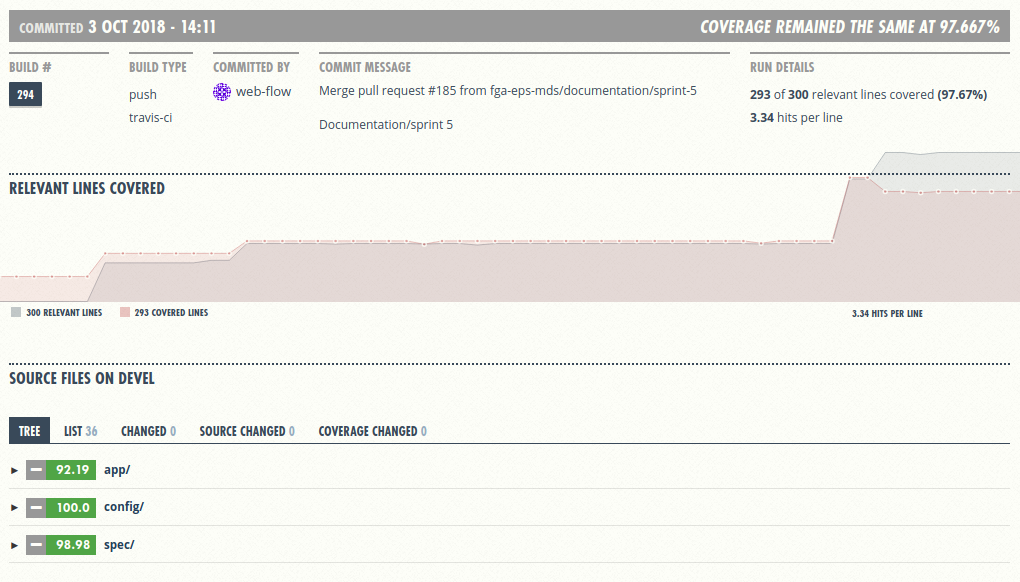 COMMITTED 3 OCT 2018 - 14:11
COVERAGE REMAINED THE SAME AT 97.667%
BUILD #
294
BUILD TYPE
push
travis-ci
COMMITTED BY
web-flow
COMMIT MESSAGE
Merge pull request #185 from fga-eps-mds/documentation/sprint-5
Documentation/sprint 5
RUN DETAILS
293 of 300 relevant lines covered (97.67%)
3.34 hits per line
RELEVANT LINES COVERED
300 RELEVANT LINES
293 COVERED LINES
3.34 HITS PER LINE
SOURCE FILES ON DEVEL
TREE
LIST 36
CHANGED 0
SOURCE CHANGED 0
COVERAGE CHANGED 0
92.19 app/
100.0 config/
98.98 spec/